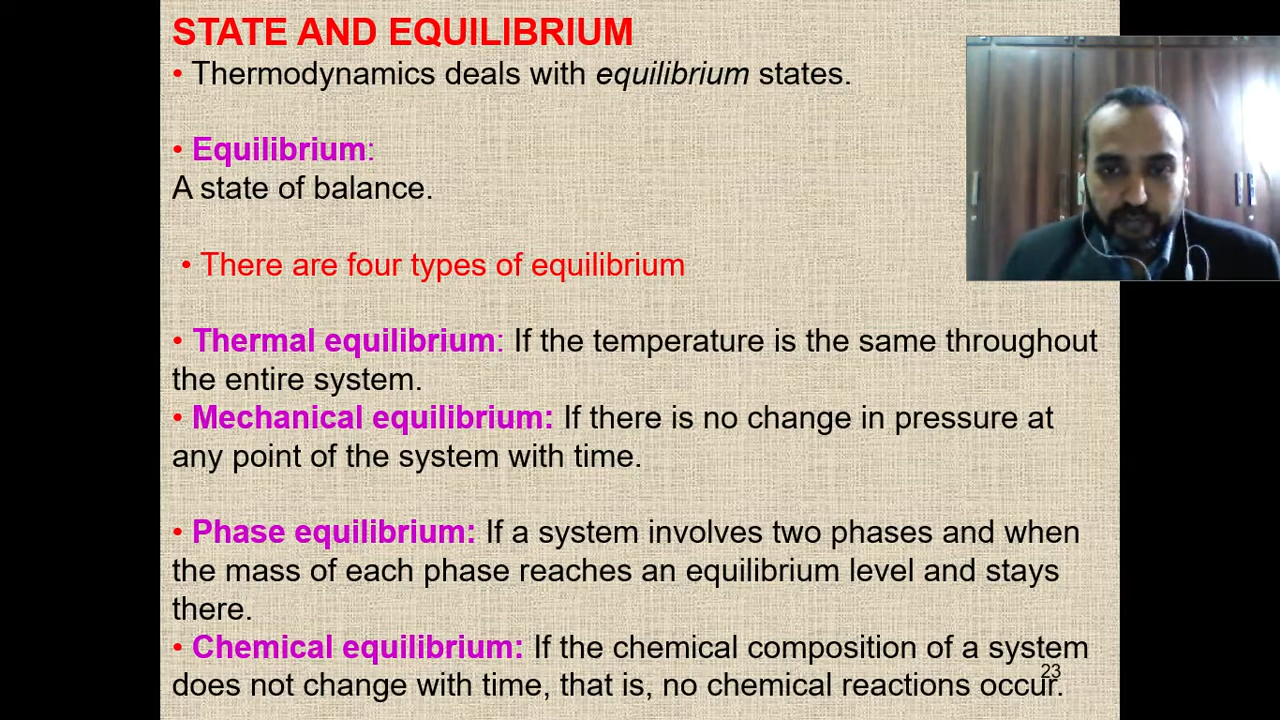 STATE AND EQUILIBRIUM
• Thermodynamics deals with equilibrium states.
• Equilibrium:
A state of balance.
• There are four types of equilibrium
• Thermal equilibrium: If the temperature is the same throughout
the entire system.
• Mechanical equilibrium: If there is no change in pressure at
any point of the system with time.
• Phase equilibrium: If a system involves two phases and when
the mass of each phase reaches an equilibrium level and stays
there.
• Chemical equilibrium: If the chemical composition of a system
does not change with time, that is, no chemical reactions occur.
23